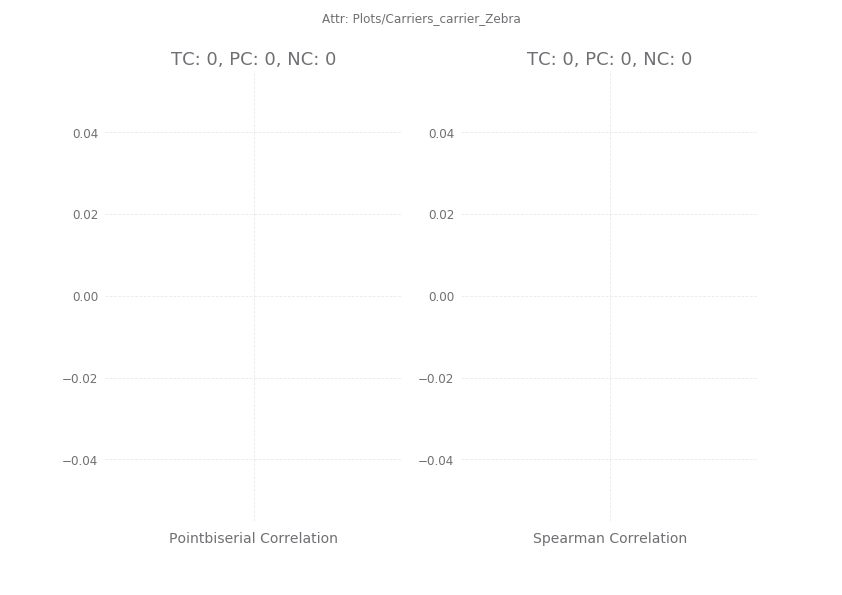 Attr: Plots/Carriers_carrier_Zebra
TC: 0, PC: 0, NC: 0
0.04
0.02
0.00
−0.02
−0.04
Pointbiserial Correlation
TC: 0, PC: 0, NC: 0
0.04
0.02
0.00
−0.02
−0.04
Spearman Correlation